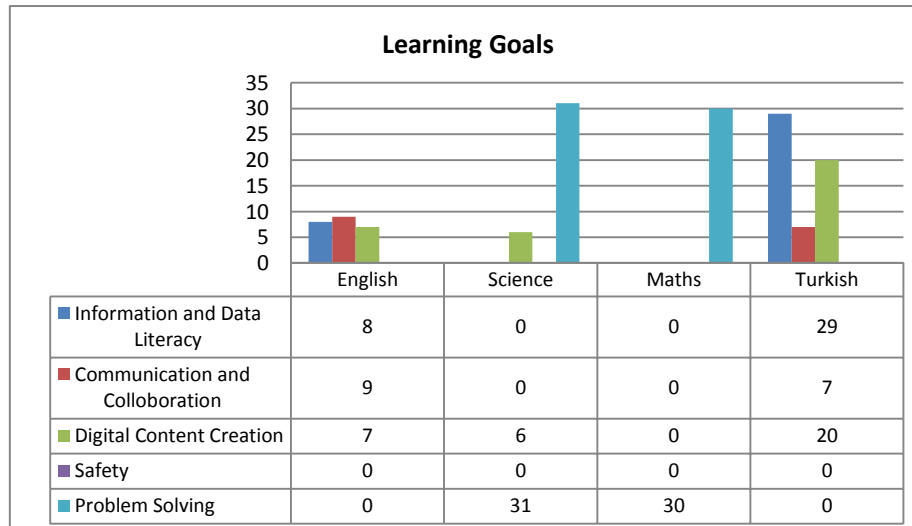 Learning Goals
35
30
25
20
15
10
5
0
English Science Maths Turkish
Information and Data
Literacy
8 0 0 29
Communication and
Colloboration
9 0 0 7
Digital Content Creation 7 6 0 20
Safety 0 0 0 0
Problem Solving 0 31 30 0